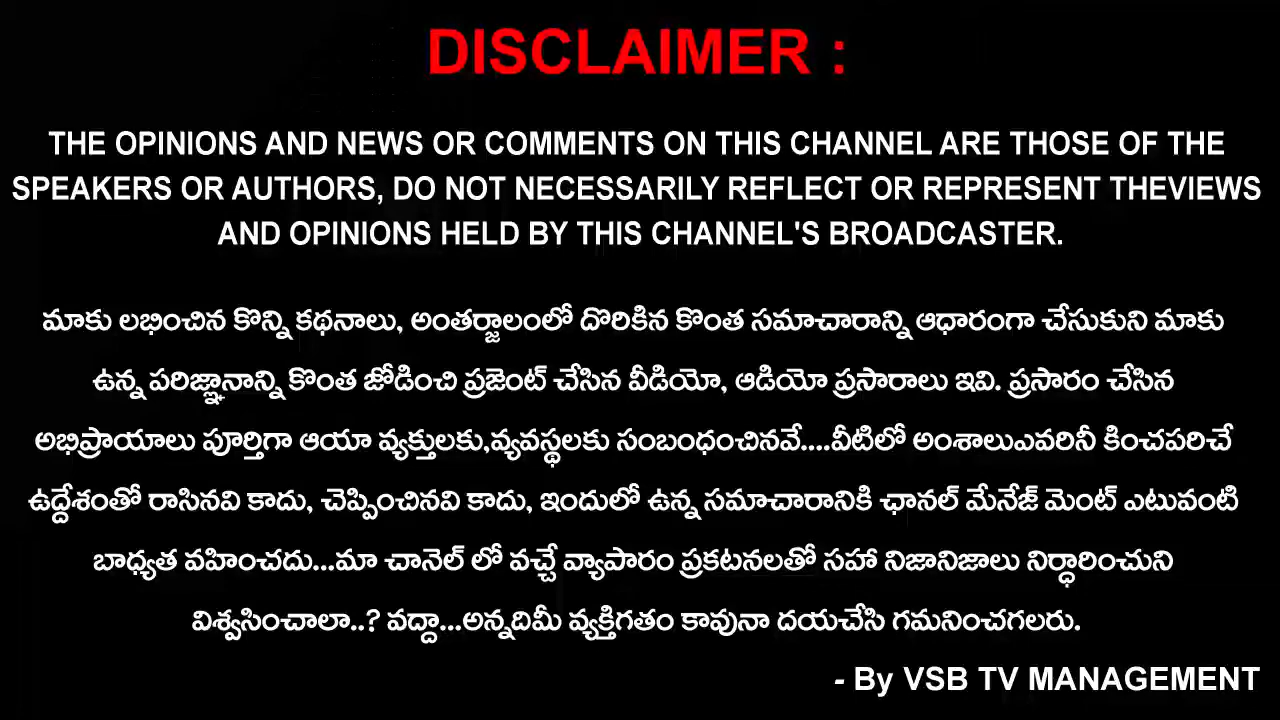 DISCLAIMER :
THE OPINIONS AND NEWS OR COMMENTS ON THIS CHANNEL ARE THOSE OF THE
SPEAKERS OR AUTHORS, DO NOT NECESSARILY REFLECT OR REPRESENT THEVIEWS
AND OPINIONS HELD BY THIS CHANNEL'S BROADCASTER.
మాకు లభించిన కొన్ని కథనాలు, అంతర్జాలంలో దొరికిన కొంత సమాచారాన్ని ఆధారంగా చేసుకుని మాకు
ఉన్న పరిజ్ఞానాన్ని కొంత జోడించి ప్రజెంట్ చేసిన వీడియో, ఆడియో ప్రసారాలు ఇవి. ప్రసారం చేసిన
అభిప్రాయాలు పూర్తిగా ఆయా వ్యక్తులకు,వ్యవస్థలకు సంబంధంచినవే....వీటిలో అంశాలుఎవరినీ కించపరిచే
ఉద్దేశంతో రాసినవి కాదు, చెప్పించినవి కాదు, ఇందులో ఉన్న సమాచారానికి ఛానల్ మేనేజ్ మెంట్ ఎటువంటి
బాధ్యత వహించదు...మా చానెల్ లో వచ్చే వ్యాపారం ప్రకటనలతో సహా నిజానిజాలు నిర్ధారించుని
విశ్వసించాలా..? వద్దా...అన్నదిమీ వ్యక్తిగతం కావునా దయచేసి గమనించగలరు.
- By VSB TV MANAGEMENT